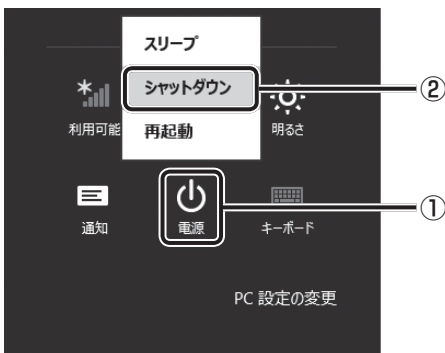 スリープ
シャットダウン
②
利用可能
再起動
明るさ
通知
電源
キーボード
①
PC 設定の変更